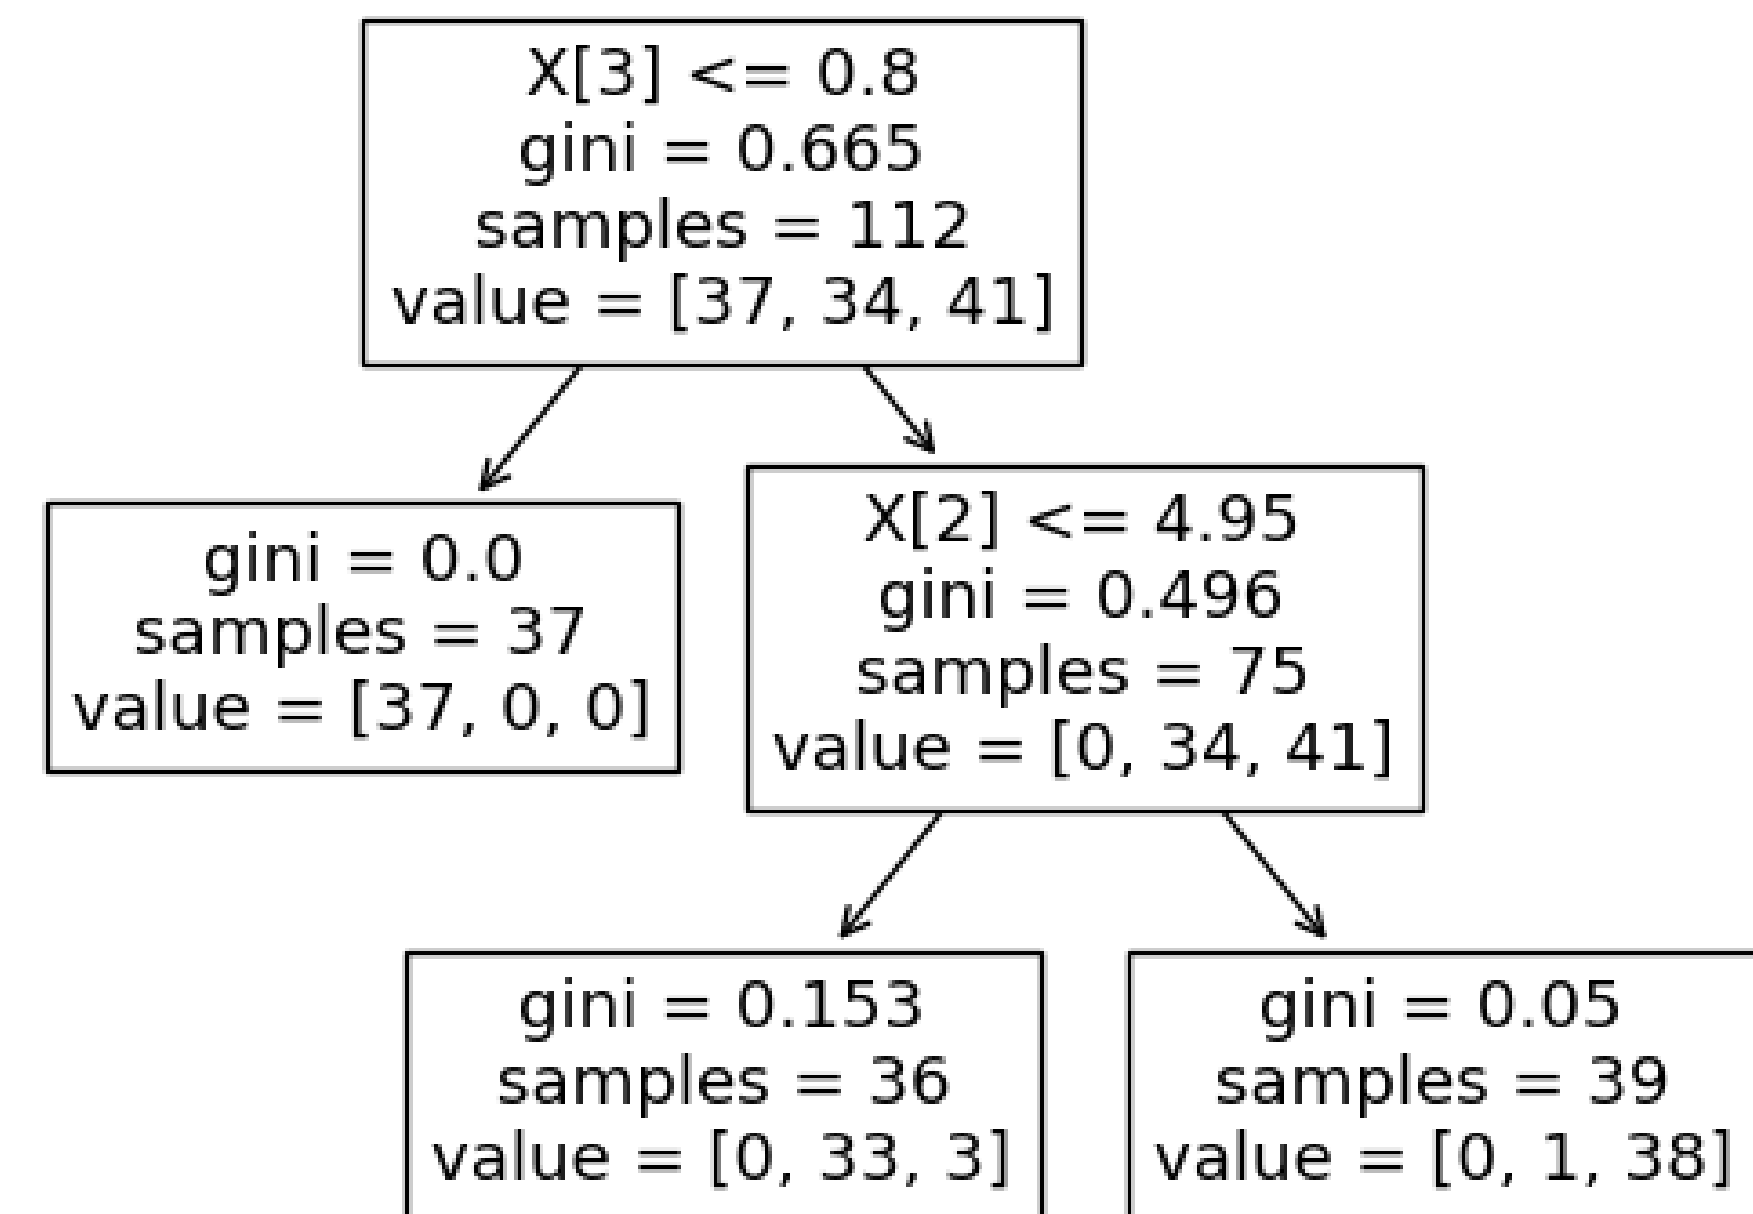 X[3] <= 0.8
gini = 0.665
samples = 112
value = [37, 34, 41]
gini = 0.0
samples = 37
value = [37, 0, 0]
X[2] <= 4.95
gini = 0.496
samples = 75
value = [0, 34, 41]
gini = 0.153
samples = 36
value = [0, 33, 3]
gini = 0.05
samples = 39
value = [0, 1, 38]